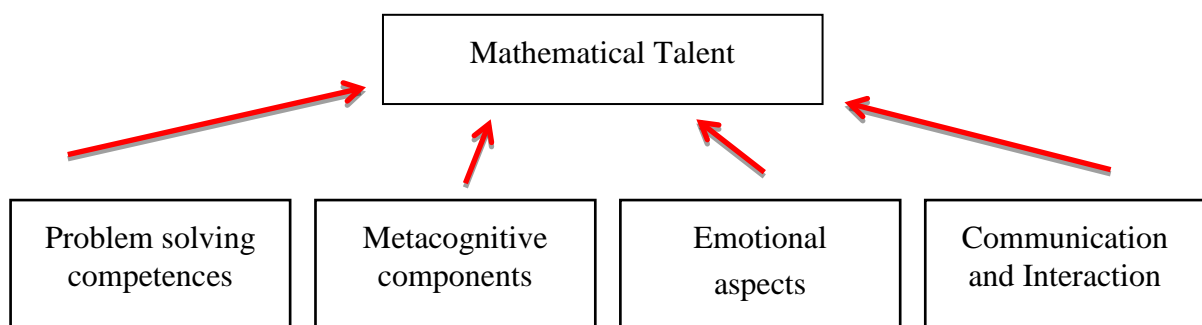 Mathematical Talent
Problem solving
competences
Metacognitive
components
Emotional
aspects
Communication
and Interaction